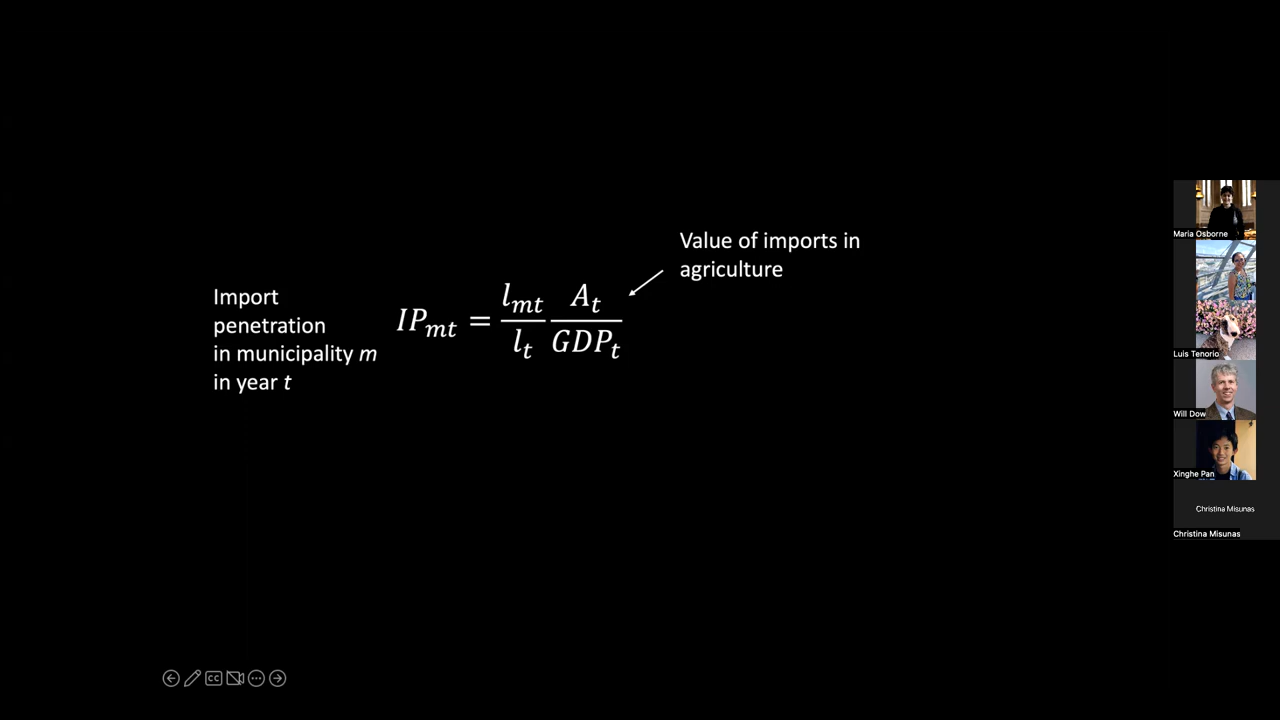 Value of imports in
agriculture
Import
penetration
in municipality m
in year t
IP_mt = l_mt/l_t A_t/GDP_t
Maria Osborne
Luis Tenorio
Will Dow
Xinghe Pan
Christina Misunas
Christina Misunas
CC